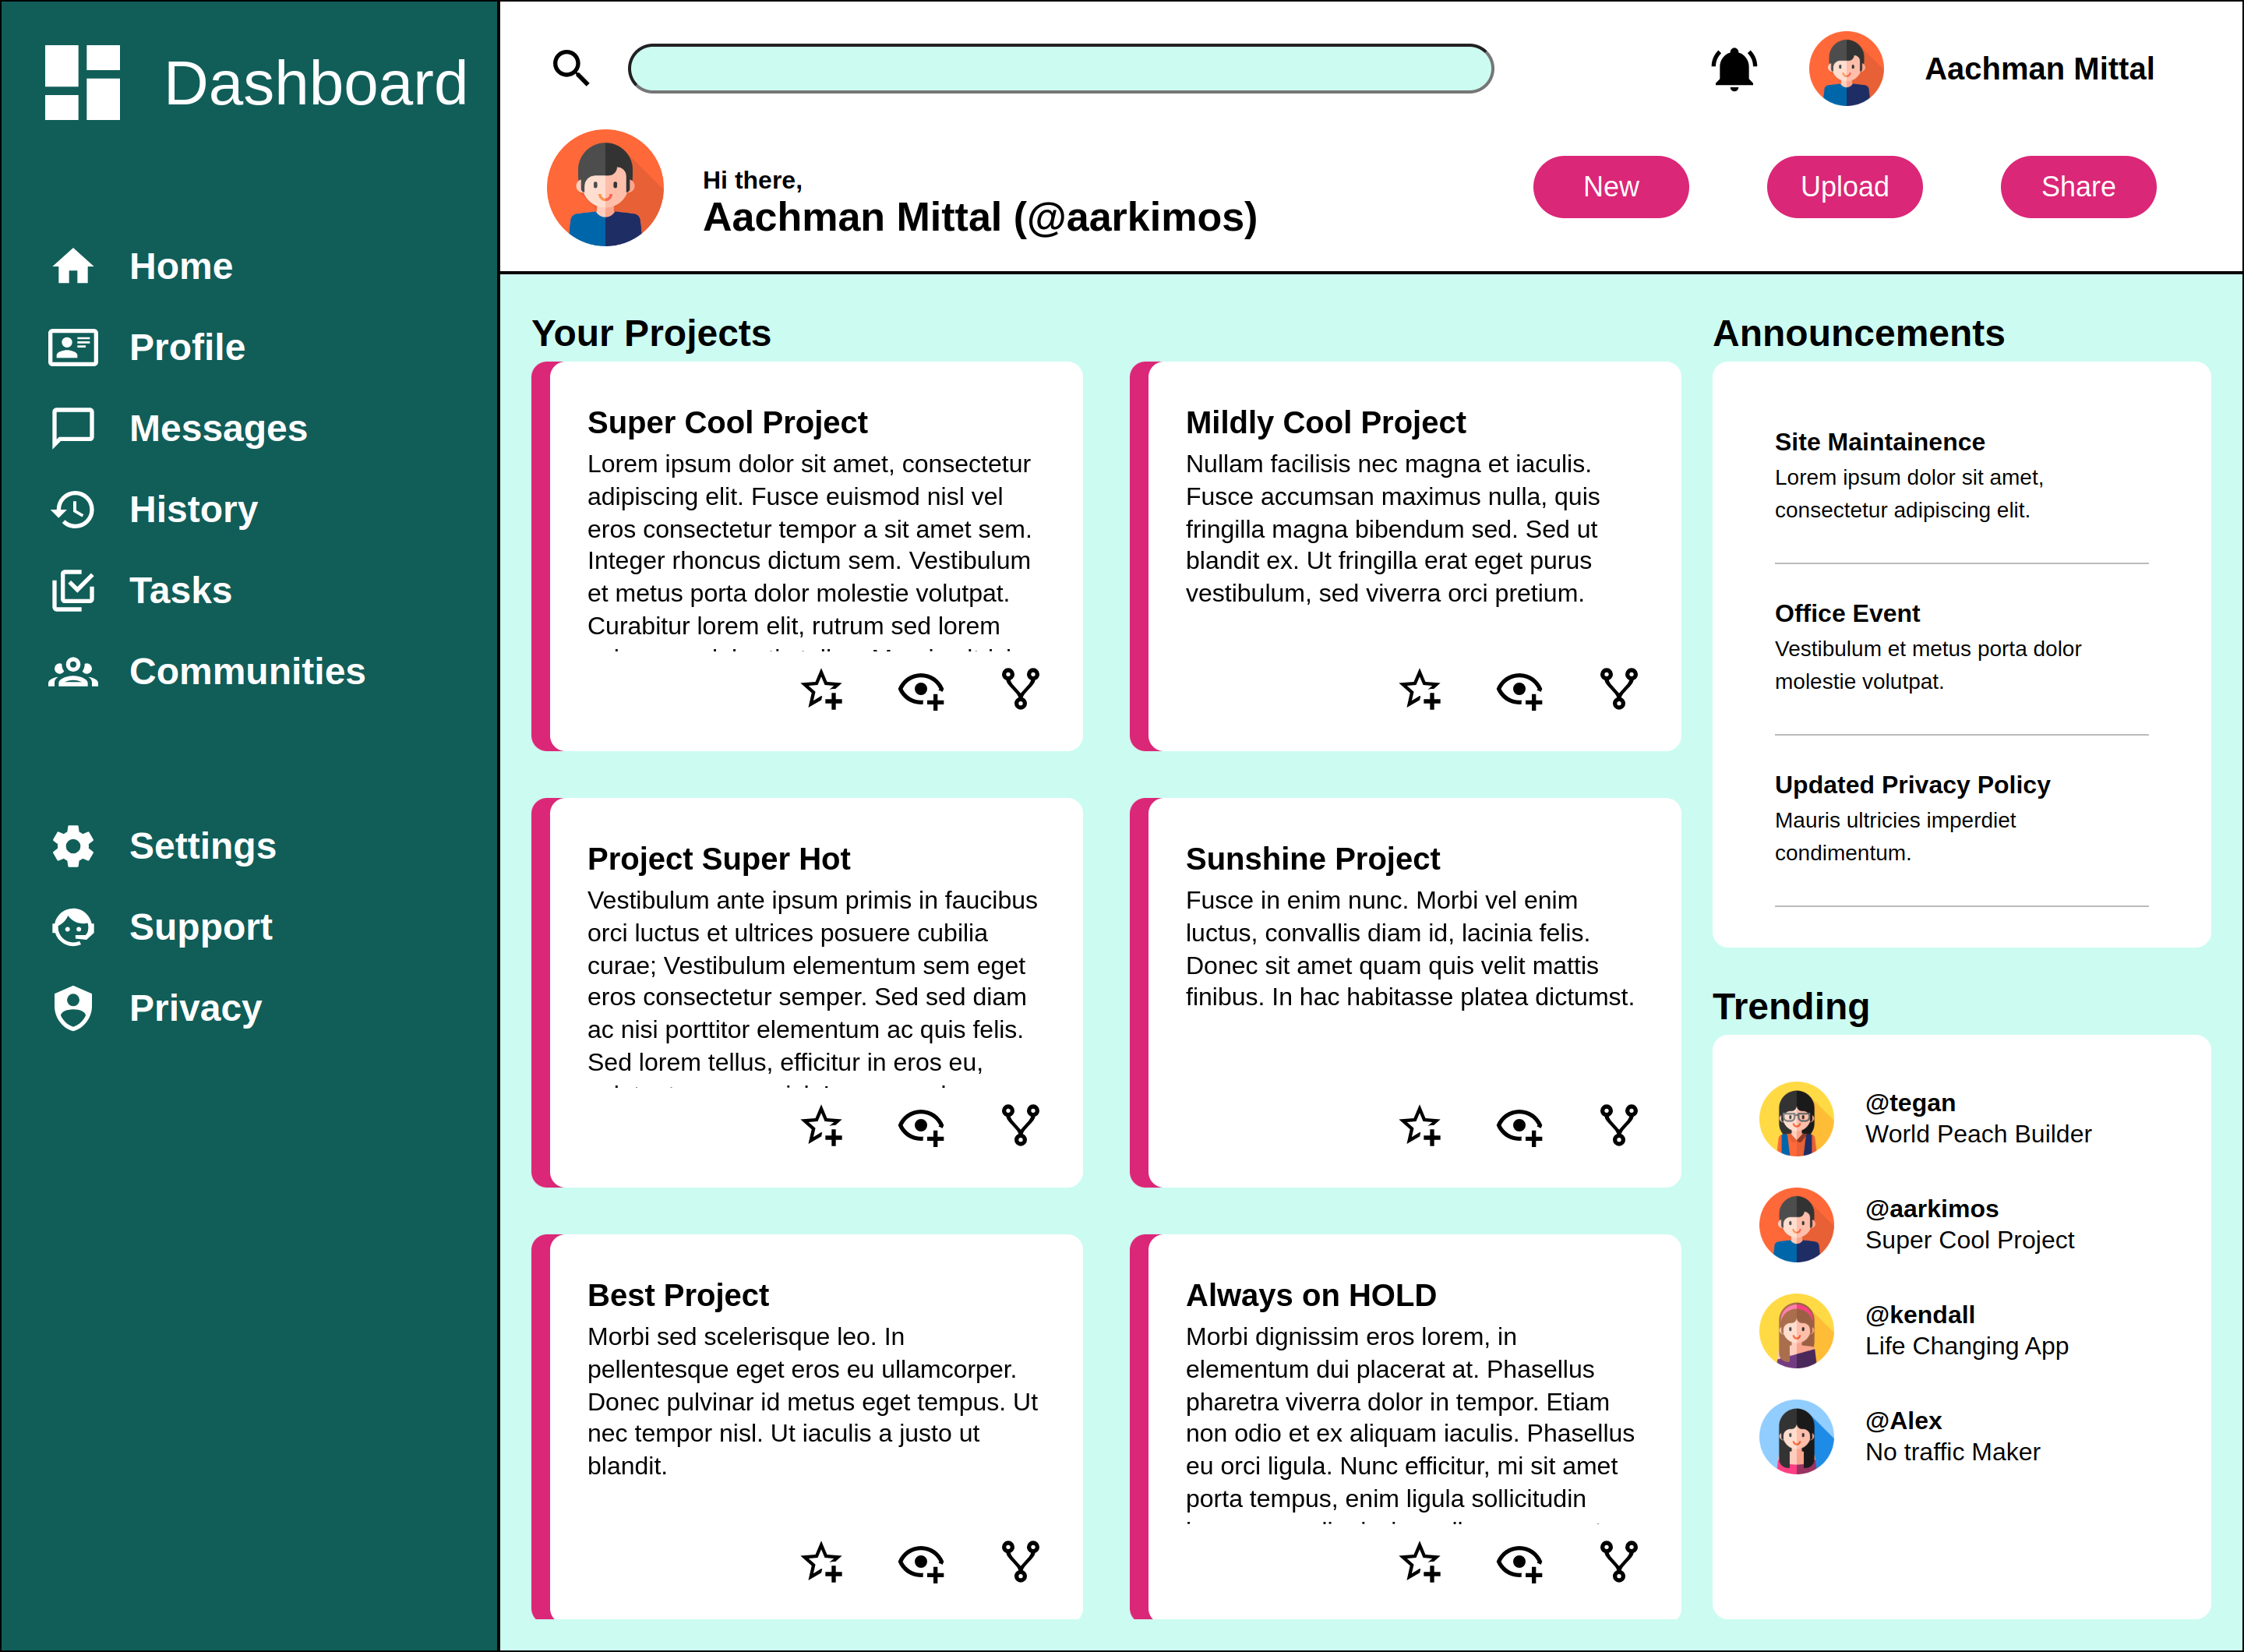 Dashboard
Home
Profile
Messages
History
Tasks
Communities
Settings
Support
Privacy
Aachman Mittal
Hi there,
Aachman Mittal (@aarkimos)
New
Upload
Share
Your Projects
Super Cool Project
Lorem ipsum dolor sit amet, consectetur
adipiscing elit. Fusce euismod nisl vel
eros consectetur tempor a sit amet sem.
Integer rhoncus dictum sem. Vestibulum
et metus porta dolor molestie volutpat.
Curabitur lorem elit, rutrum sed lorem
Mildly Cool Project
Nullam facilisis nec magna et iaculis.
Fusce accumsan maximus nulla, quis
fringilla magna bibendum sed. Sed ut
blandit ex. Ut fringilla erat eget purus
vestibulum, sed viverra orci pretium.
Project Super Hot
Vestibulum ante ipsum primis in faucibus
orci luctus et ultrices posuere cubilia
curae; Vestibulum elementum sem eget
eros consectetur semper. Sed sed diam
ac nisi porttitor elementum ac quis felis.
Sed lorem tellus, efficitur in eros eu,
Sunshine Project
Fusce in enim nunc. Morbi vel enim
luctus, convallis diam id, lacinia felis.
Donec sit amet quam quis velit mattis
finibus. In hac habitasse platea dictumst.
Best Project
Morbi sed scelerisque leo. In
pellentesque eget eros eu ullamcorper.
Donec pulvinar id metus eget tempus. Ut
nec tempor nisl. Ut iaculis a justo ut
blandit.
Always on HOLD
Morbi dignissim eros lorem, in
elementum dui placerat at. Phasellus
pharetra viverra dolor in tempor. Etiam
non odio et ex aliquam iaculis. Phasellus
eu orci ligula. Nunc efficitur, mi sit amet
porta tempus, enim ligula sollicitudin
Announcements
Site Maintainence
Lorem ipsum dolor sit amet,
consectetur adipiscing elit.
Office Event
Vestibulum et metus porta dolor
molestie volutpat.
Updated Privacy Policy
Mauris ultricies imperdiet
condimentum.
Trending
@tegan
World Peach Builder
@aarkimos
Super Cool Project
@kendall
Life Changing App
@Alex
No traffic Maker